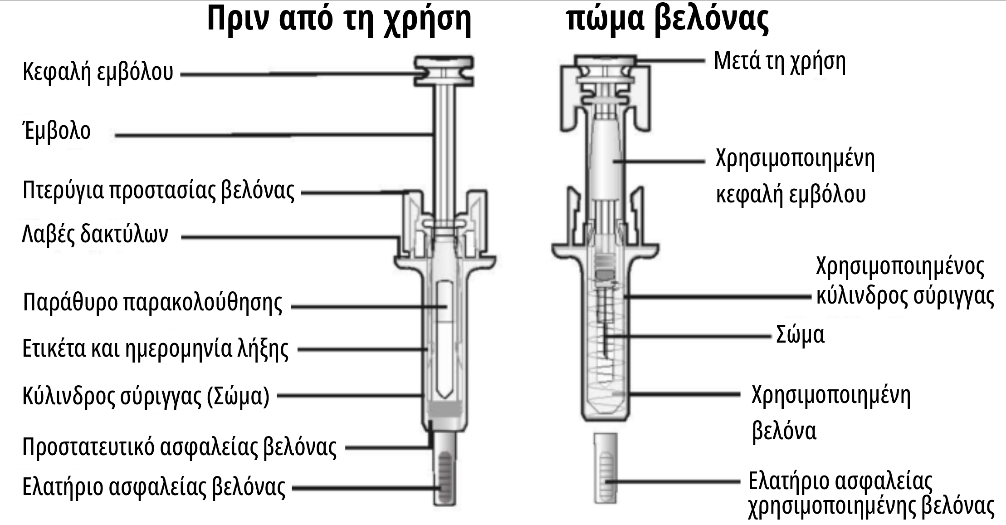 Πριν από τη χρήση
Κεφαλή εμβόλου
Έμβολο
Πτερύγια προστασίας βελόνας
Λαβές δακτύλων
Παράθυρο παρακολούθησης
Ετικέτα και ημερομηνία λήξης
Κύλινδρος σύριγγας (Σώμα)
Προστατευτικό ασφαλείας βελόνας
Ελατήριο ασφαλείας βελόνας
πώμα βελόνας
Μετά τη χρήση
Χρησιμοποιημένη
κεφαλή εμβόλου
Χρησιμοποιημένος
κύλινδρος σύριγγας
Σώμα
Χρησιμοποιημένη
βελόνα
Ελατήριο ασφαλείας
χρησιμοποιημένης βελόνας